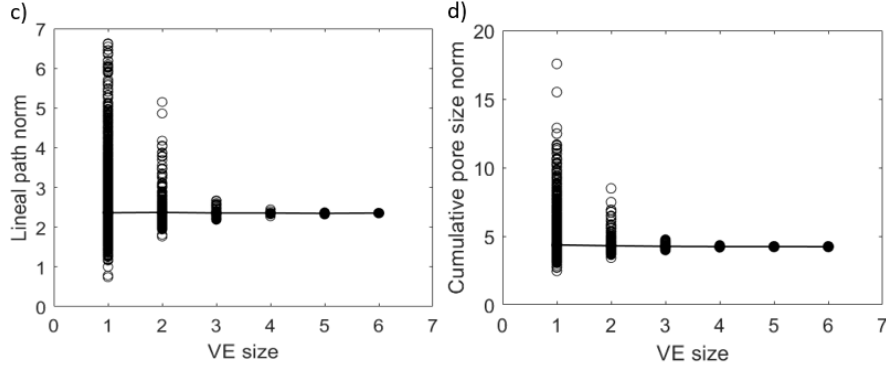 c)
Lineal path norm
7
6
5
4
3
2
1
0
0 1 2 3 4 5 6 7
VE size
d)
Cumulative pore size norm
20
15
10
5
0
0 1 2 3 4 5 6 7
VE size